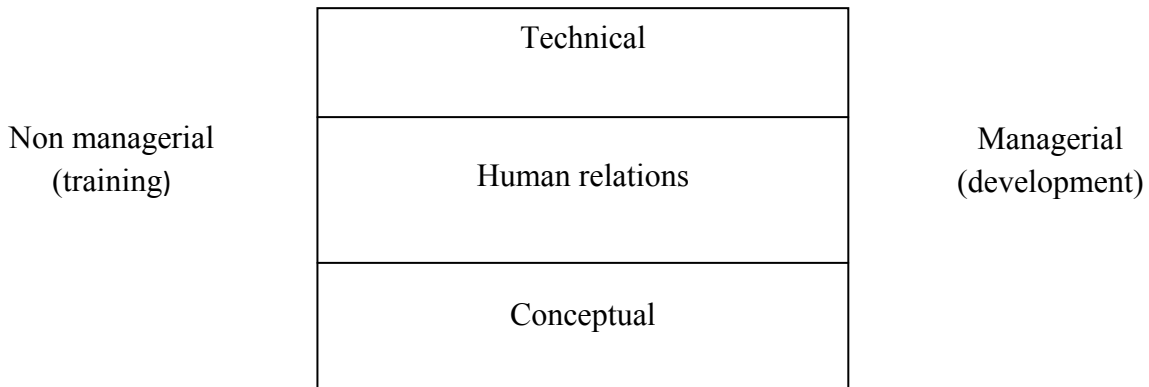 Technical
Non managerial
(training)
Human relations
Managerial
(development)
Conceptual